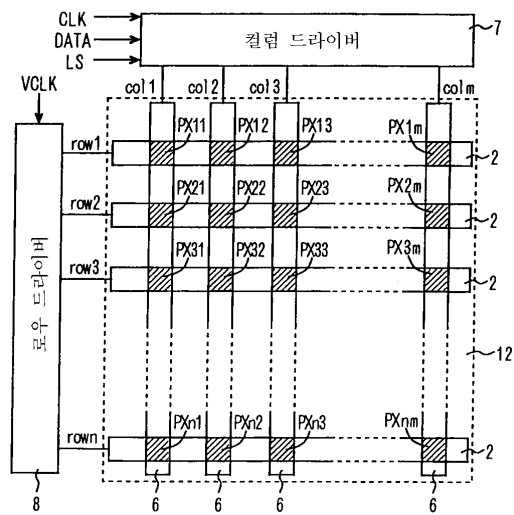 CLK
DATA
LS
컬럼 드라이버
7
VCLK
col1 col2 col3 colm
row1 PX11 PX12 PX13 PX1m 2
row2 PX21 PX22 PX23 PX2m 2
row3 PX31 PX32 PX33 PX3m 2
로우 드라이버
12
rown PXn1 PXn2 PXn3 PXnm 2
8 6 6 6 6